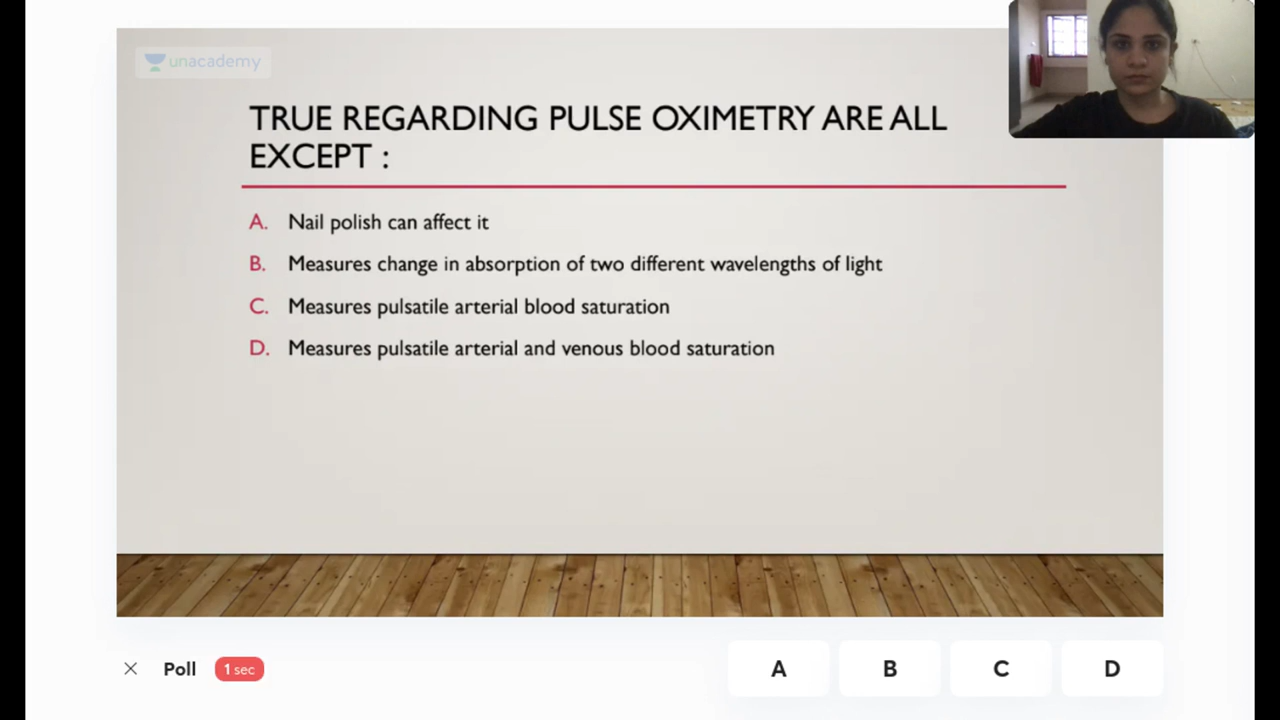 unacademy
TRUE REGARDING PULSE OXIMETRY ARE ALL
EXCEPT :
A. Nail polish can affect it
B. Measures change in absorption of two different wavelengths of light
C. Measures pulsatile arterial blood saturation
D. Measures pulsatile arterial and venous blood saturation
Poll 1 sec A B C D